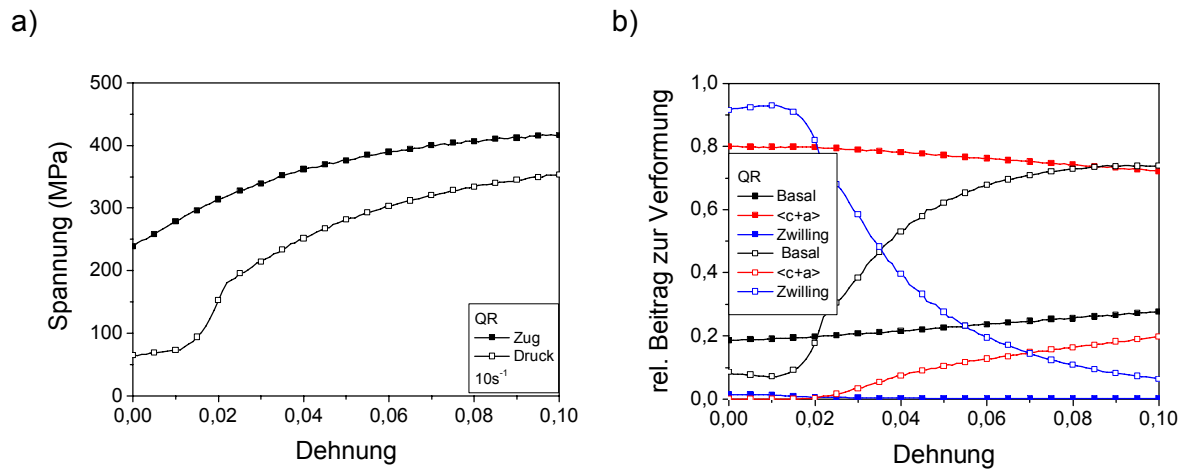 a)
Spannung (MPa)
500
400
300
200
100
0
0,00 0,02 0,04 0,06 0,08 0,10
Dehnung
QR
Zug
Druck
10s⁻¹
b)
rel. Beitrag zur Verformung
1,0
0,8
0,6
0,4
0,2
0,0
0,00 0,02 0,04 0,06 0,08 0,10
Dehnung
QR
Basal
<c+a>
Zwilling
Basal
<c+a>
Zwilling